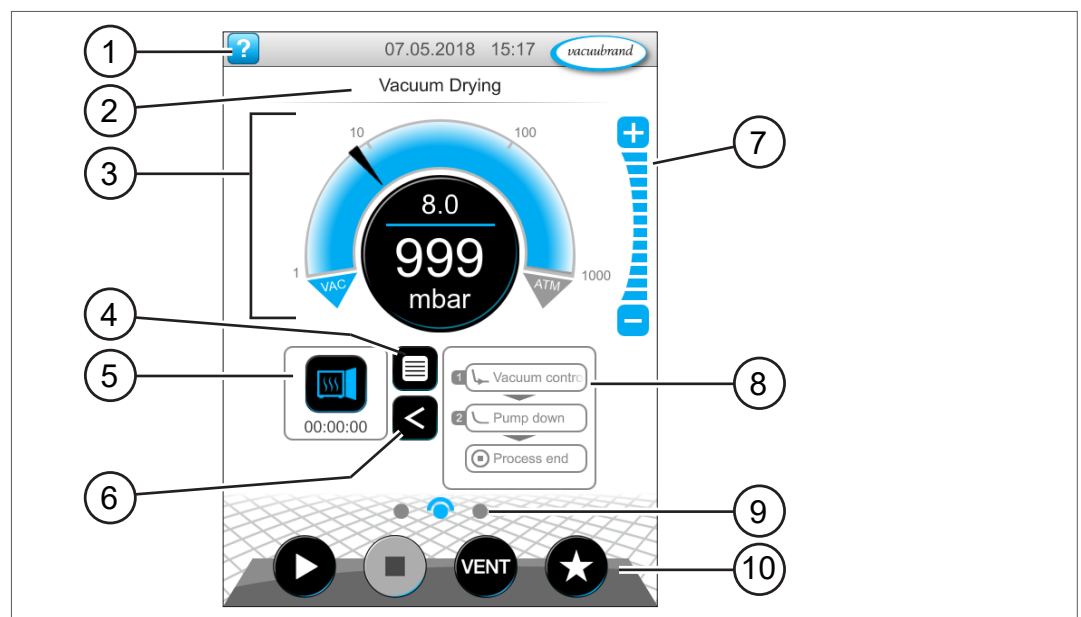 1
? 07.05.2018 15:17 vacuubrand
2
Vacuum Drying
3
10 100
+
7
8.0
999
mbar
1 VAC ATM 1000
−
4
5
1 Vacuum contro
8
<
2 Pump down
00:00:00
Process end
6
9
VENT
10